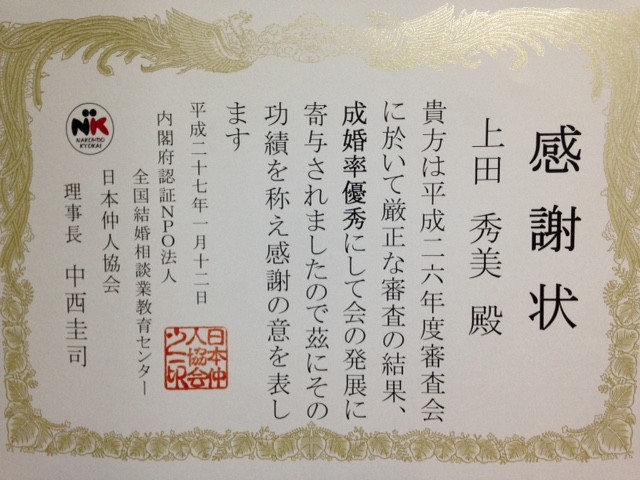 感謝状
上田 秀美 殿
貴方は平成二六年度審査会
に於いて厳正な審査の結果、
成婚率優秀にして会の発展に
寄与されましたので茲にその
功績を称え感謝の意を表し
ます
平成二十七年一月十二日
内閣府認証NPO法人
全国結婚相談業教育センター
日本仲人協会
理事長 中西圭司
NK
NAKOUDO
KYOKAI
日本仲
人協会